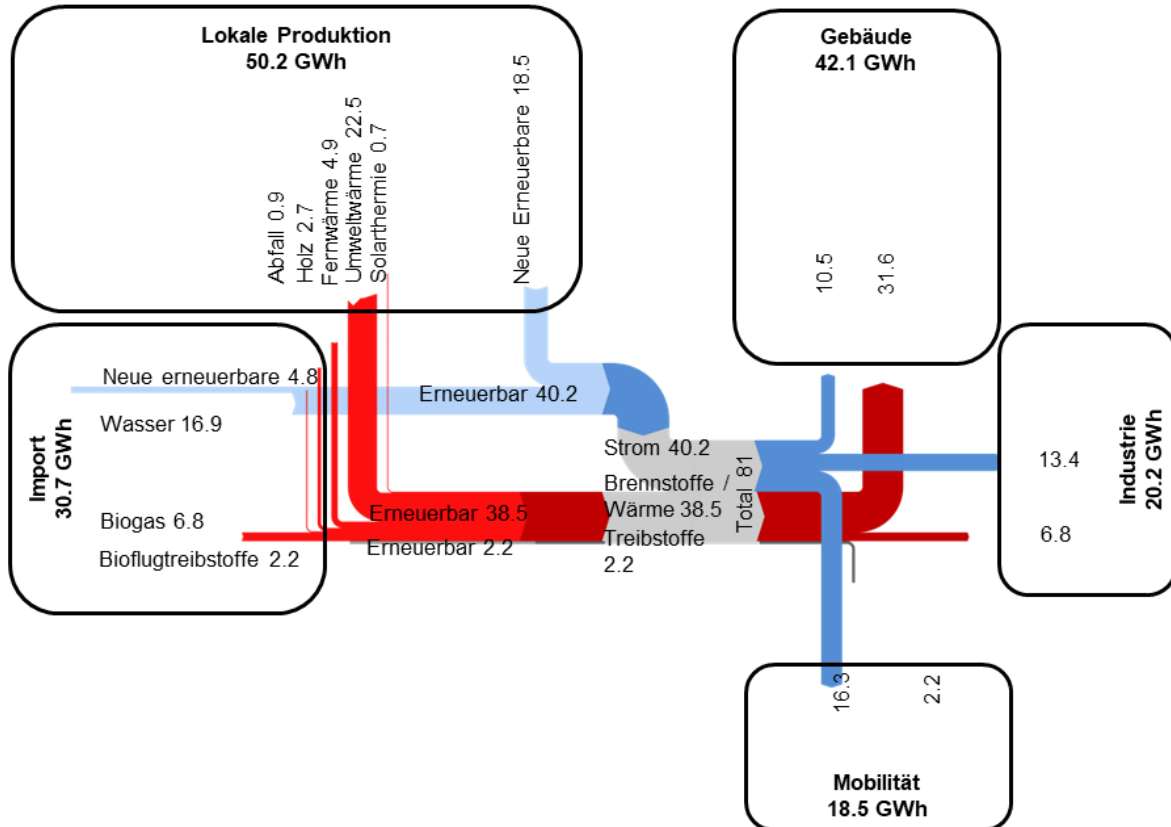 Lokale Produktion
50.2 GWh
Abfall 0.9
Holz 2.7
Fernwärme 4.9
Umweltwärme 22.5
Solarthermie 0.7
Neue Erneuerbare 18.5
Gebäude
42.1 GWh
10.5
31.6
Import
30.7 GWh
Neue erneuerbare 4.8
Wasser 16.9
Biogas 6.8
Bioflugtreibstoffe 2.2
Erneuerbar 40.2
Erneuerbar 38.5
Erneuerbar 2.2
Strom 40.2
Brennstoffe /
Wärme 38.5
Treibstoffe
2.2
Total 81
13.4
6.8
Industrie
20.2 GWh
16.3
2.2
Mobilität
18.5 GWh